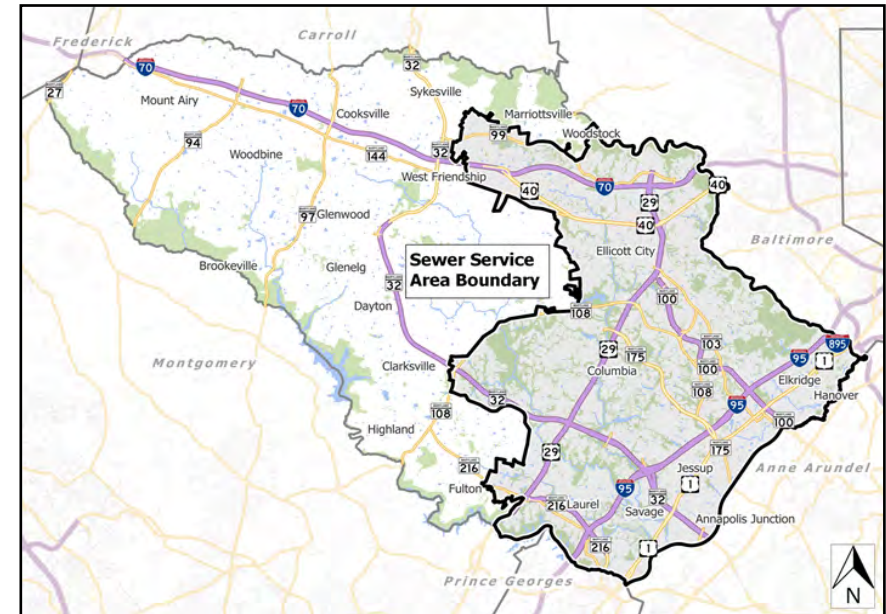 Carroll
Frederick
32
70
Sykesville
27
Mount Airy
70
Cooksville
Marriottsville
99
Woodstock
94
32
Woodbine
144
West Friendship
70
40
40
29
97
Glenwood
40
Ellicott City
Baltimore
Sewer Service
Area Boundary
Brookeville
Glenelg
32
Dayton
100
108
895
103
29
175
95
1
Montgomery
Clarksville
Columbia
100
Elkridge
32
108
95
Hanover
108
100
Highland
29
175
216
Jessup
Anne Arundel
Fulton
95
1
216
Laurel
32
Savage
Annapolis Junction
216
1
Prince Georges
N